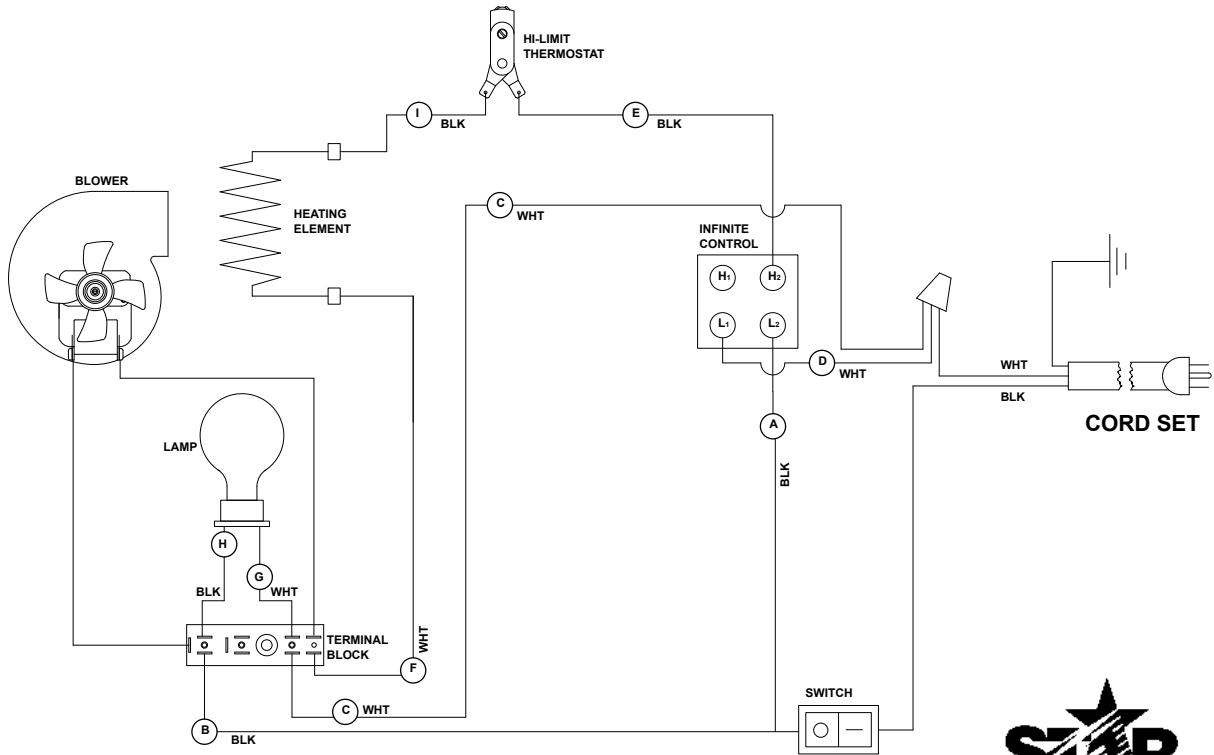 HI-LIMIT
THERMOSTAT
I
BLK
E
BLK
BLOWER
HEATING
ELEMENT
C
WHT
INFINITE
CONTROL
H1
H2
L1
L2
D
WHT
WHT
BLK
CORD SET
A
BLK
LAMP
H
G
BLK
WHT
TERMINAL
BLOCK
WHT
F
C
WHT
B
BLK
SWITCH
STAR